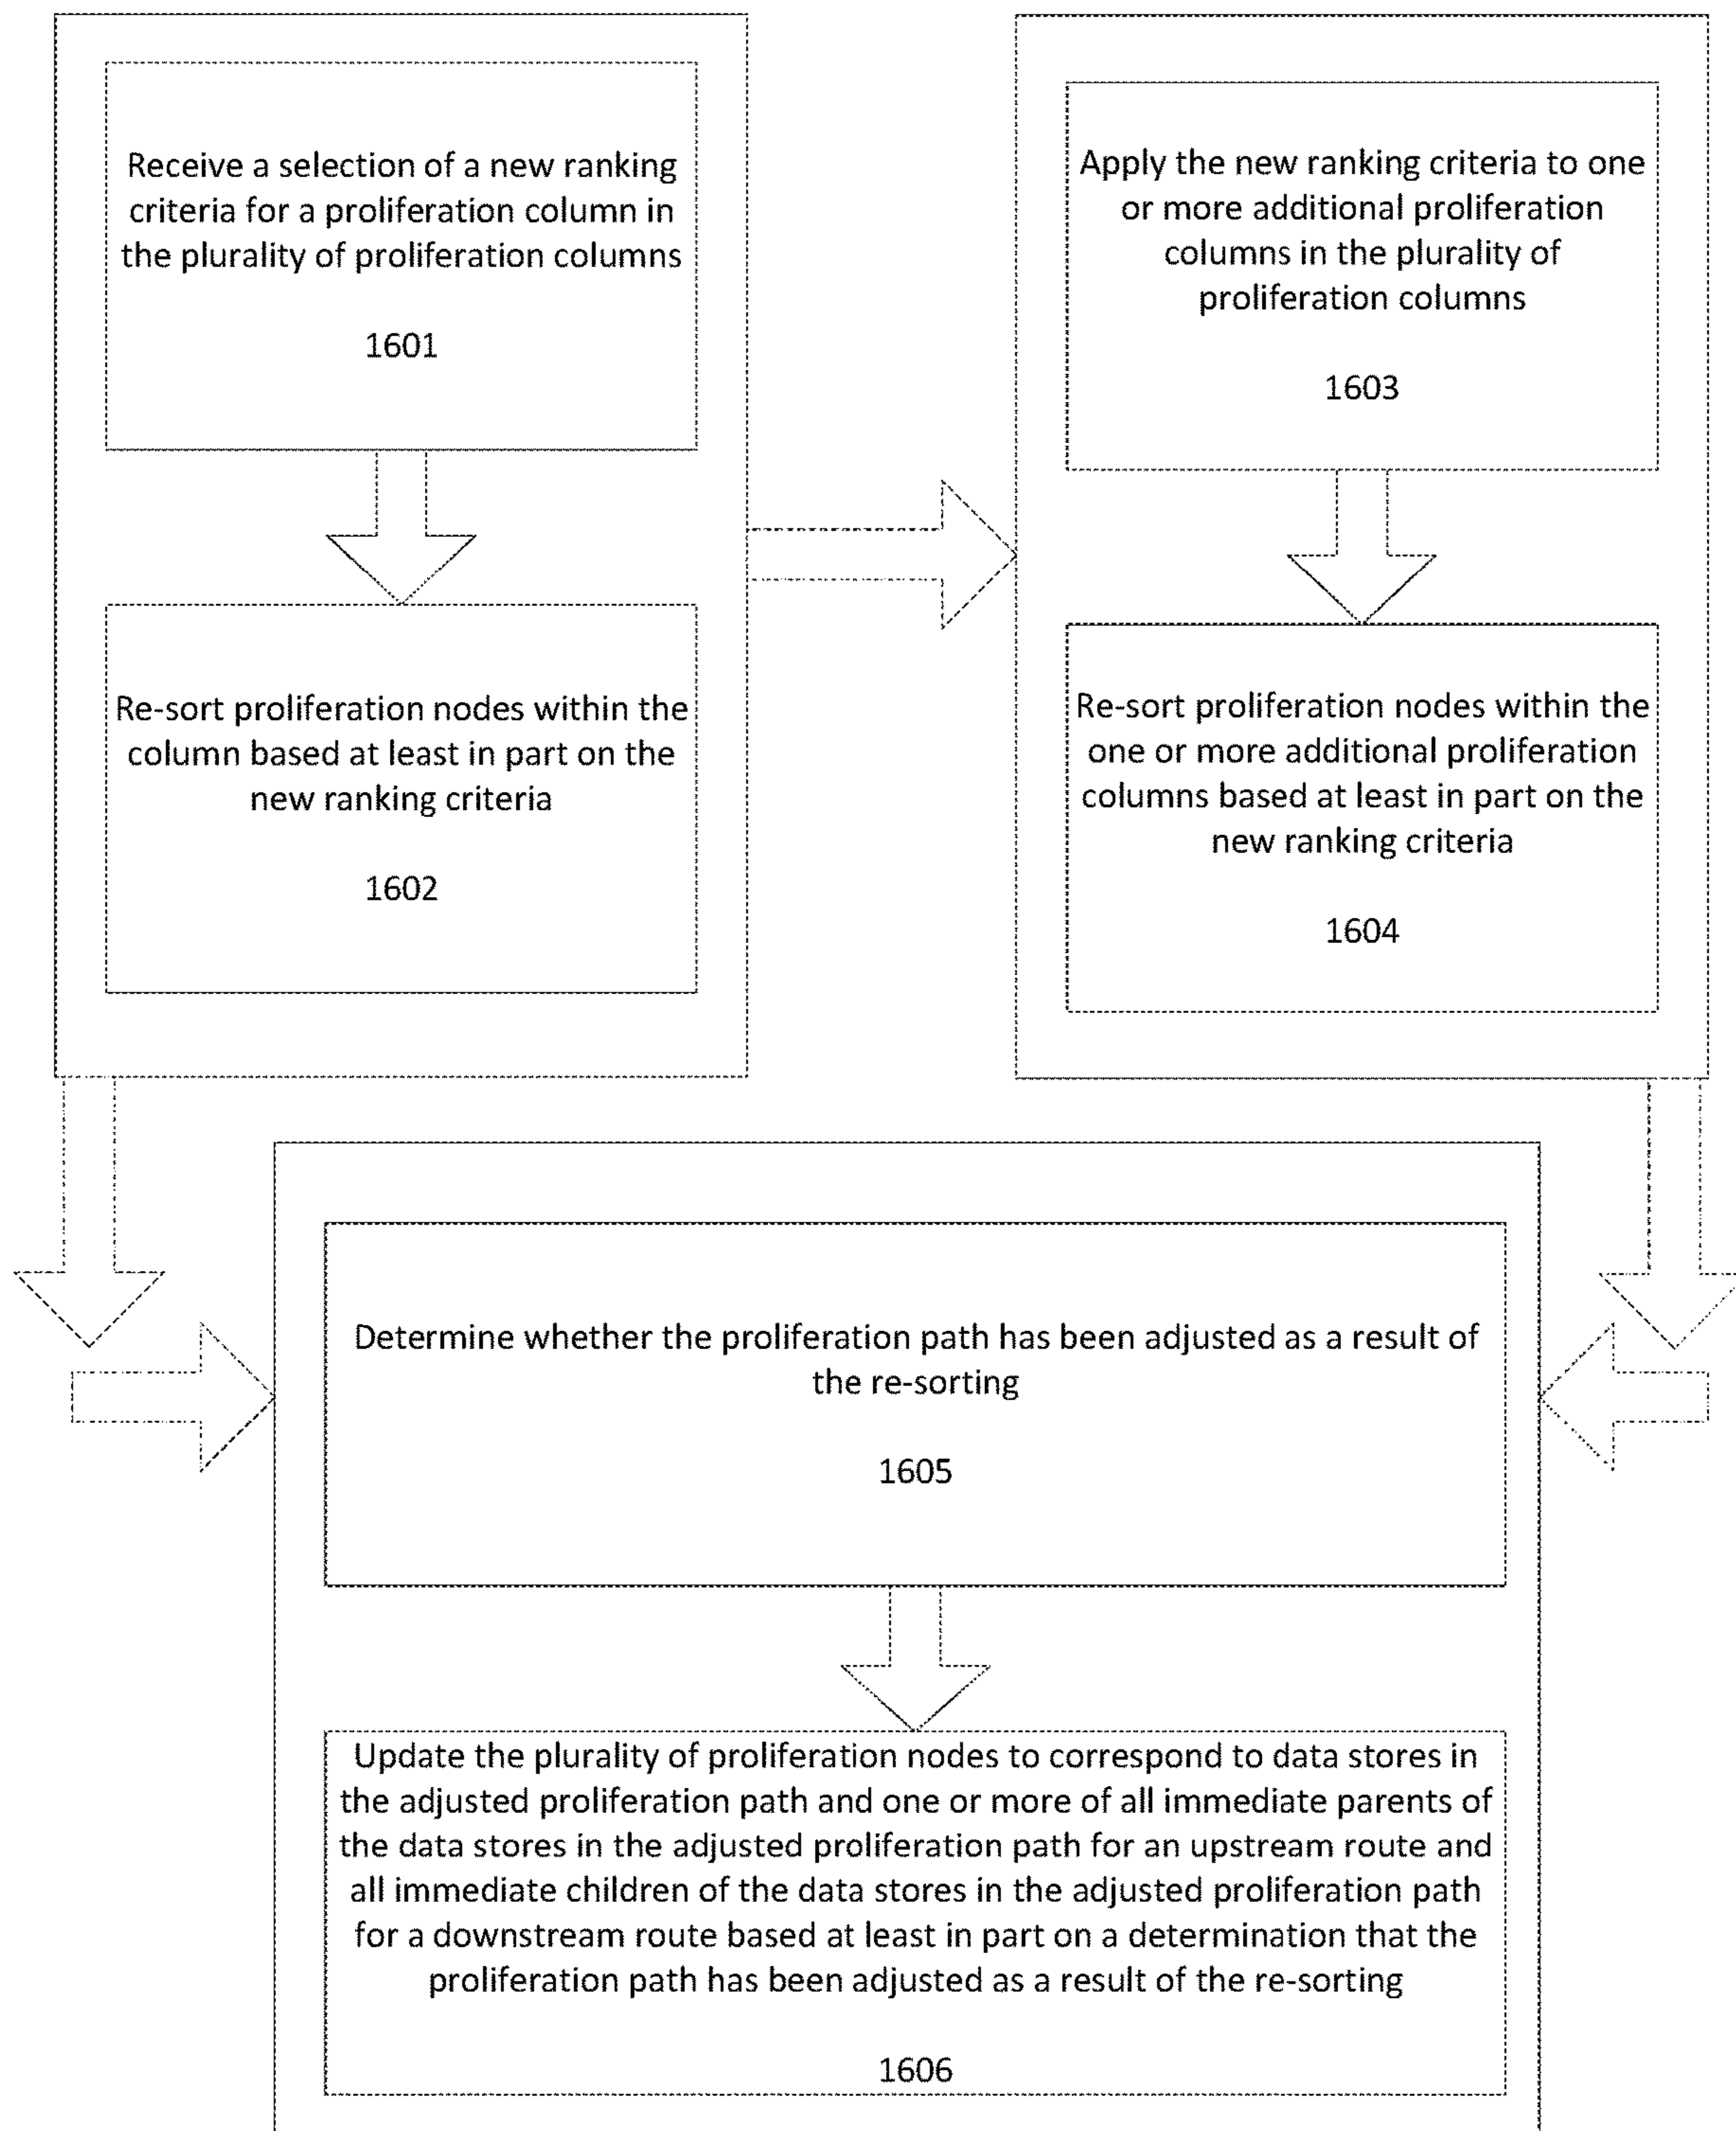 Receive a selection of a new ranking
criteria for a proliferation column in
the plurality of proliferation columns
1601
Re-sort proliferation nodes within the
column based at least in part on the
new ranking criteria
1602
Apply the new ranking criteria to one
or more additional proliferation
columns in the plurality of
proliferation columns
1603
Re-sort proliferation nodes within the
one or more additional proliferation
columns based at least in part on the
new ranking criteria
1604
Determine whether the proliferation path has been adjusted as a result of
the re-sorting
1605
Update the plurality of proliferation nodes to correspond to data stores in
the adjusted proliferation path and one or more of all immediate parents of
the data stores in the adjusted proliferation path for an upstream route and
all immediate children of the data stores in the adjusted proliferation path
for a downstream route based at least in part on a determination that the
proliferation path has been adjusted as a result of the re-sorting
1606